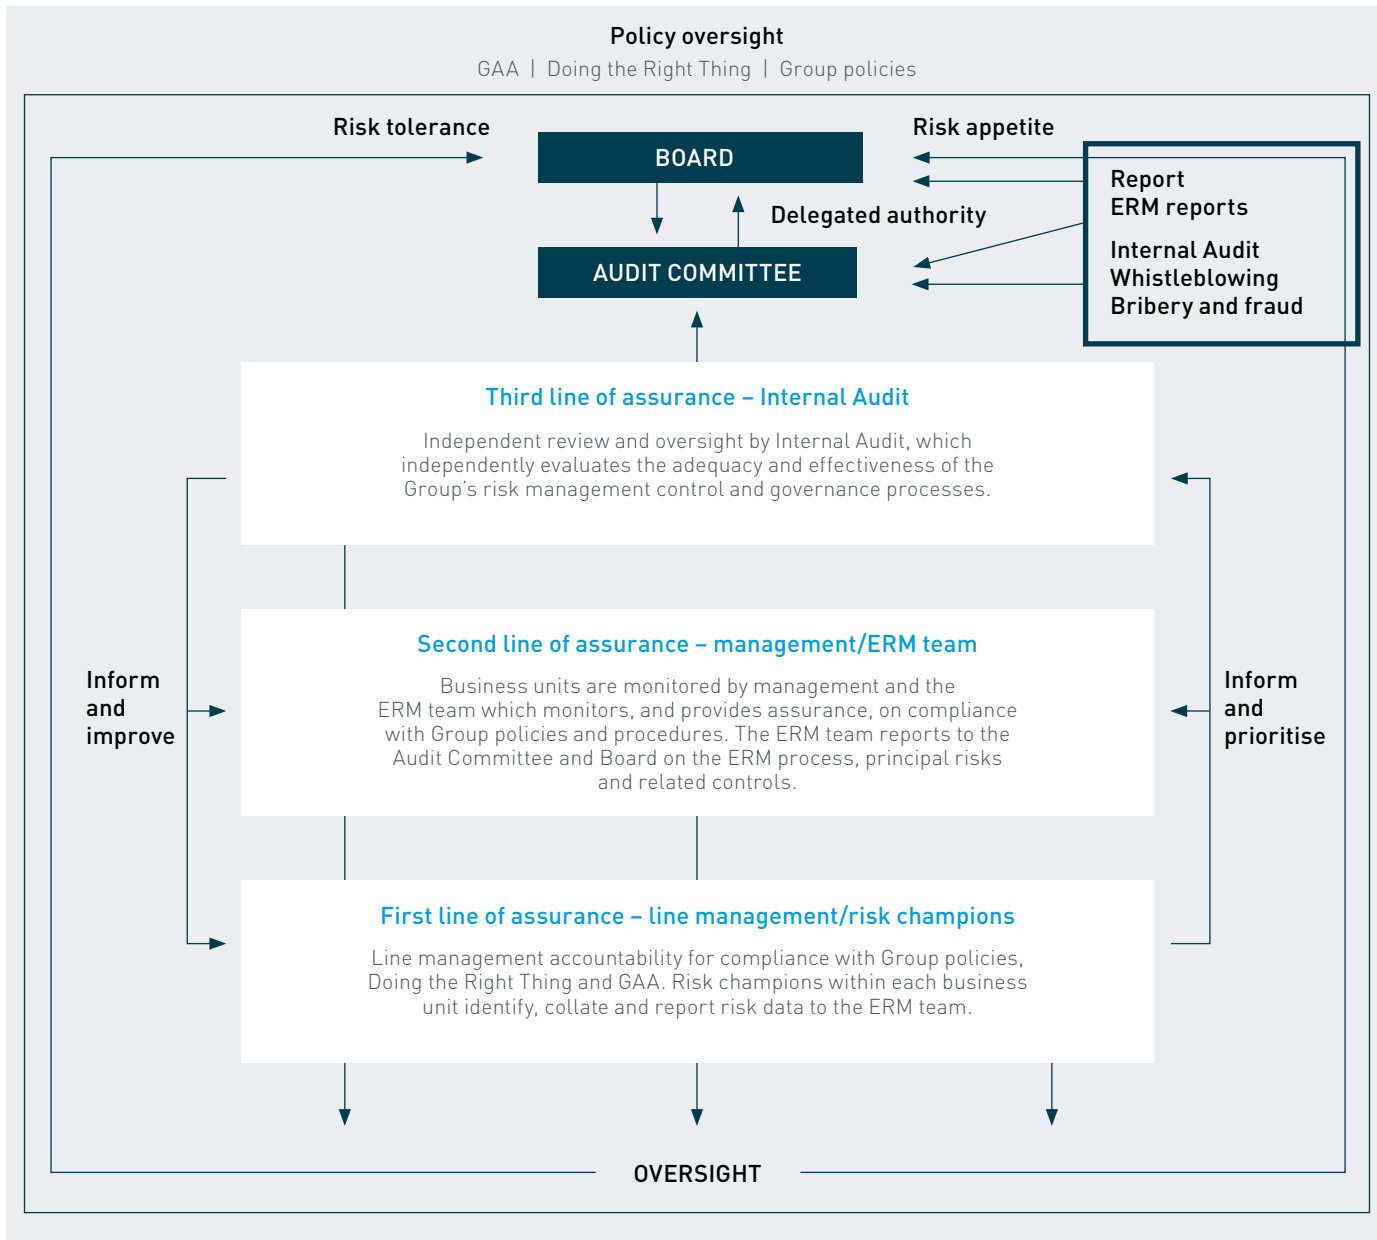 Policy oversight
GAA | Doing the Right Thing | Group policies
Risk tolerance
BOARD
Risk appetite
Report
ERM reports
Delegated authority
Internal Audit
Whistleblowing
Bribery and fraud
AUDIT COMMITTEE
Third line of assurance – Internal Audit
Independent review and oversight by Internal Audit, which
independently evaluates the adequacy and effectiveness of the
Group’s risk management control and governance processes.
Inform
and
improve
Second line of assurance – management/ERM team
Business units are monitored by management and the
ERM team which monitors, and provides assurance, on compliance
with Group policies and procedures. The ERM team reports to the
Audit Committee and Board on the ERM process, principal risks
and related controls.
Inform
and
prioritise
First line of assurance – line management/risk champions
Line management accountability for compliance with Group policies,
Doing the Right Thing and GAA. Risk champions within each business
unit identify, collate and report risk data to the ERM team.
OVERSIGHT